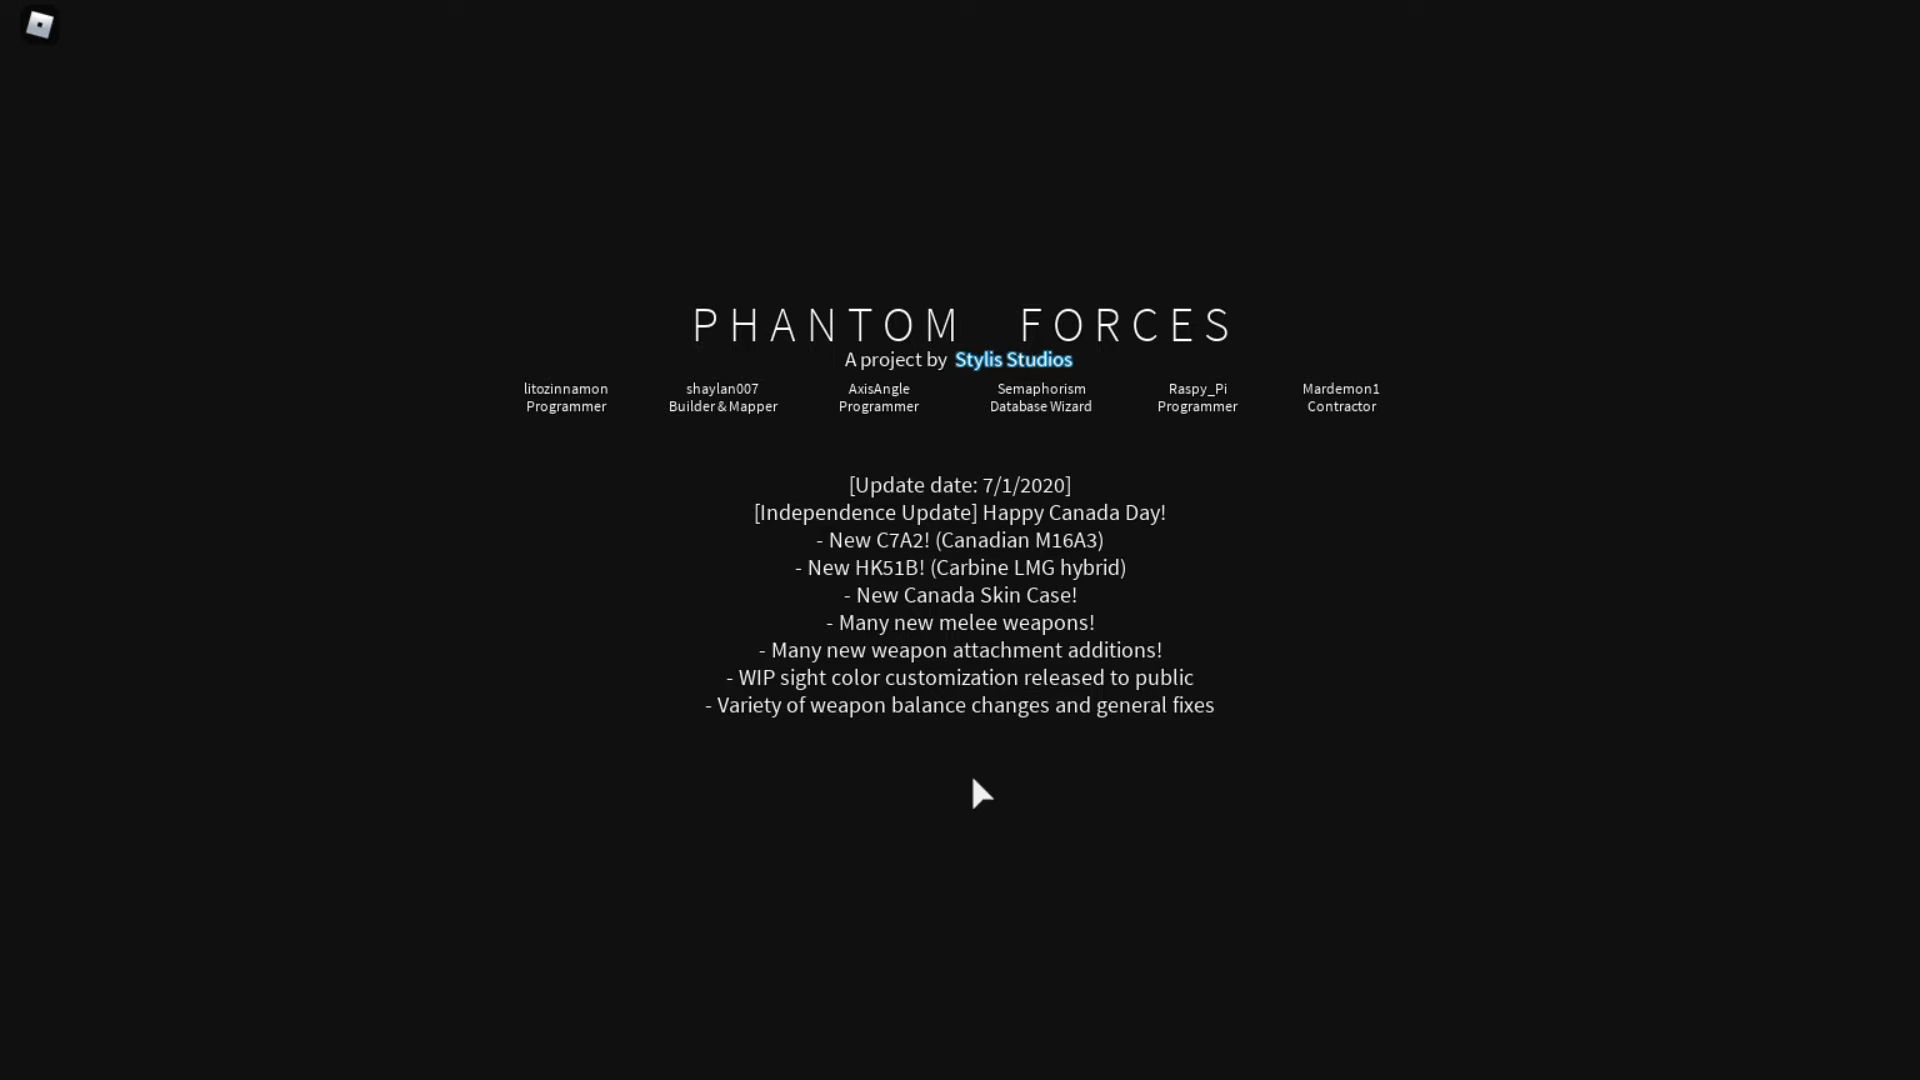 PHANTOM FORCES
A project by Stylis Studios
litozinnamon shaylan007 AxisAngle Semaphorism Raspy_Pi Mardemon1
Programmer Builder & Mapper Programmer Database Wizard Programmer Contractor
[Update date: 7/1/2020]
[Independence Update] Happy Canada Day!
- New C7A2! (Canadian M16A3)
- New HK51B! (Carbine LMG hybrid)
- New Canada Skin Case!
- Many new melee weapons!
- Many new weapon attachment additions!
- WIP sight color customization released to public
- Variety of weapon balance changes and general fixes